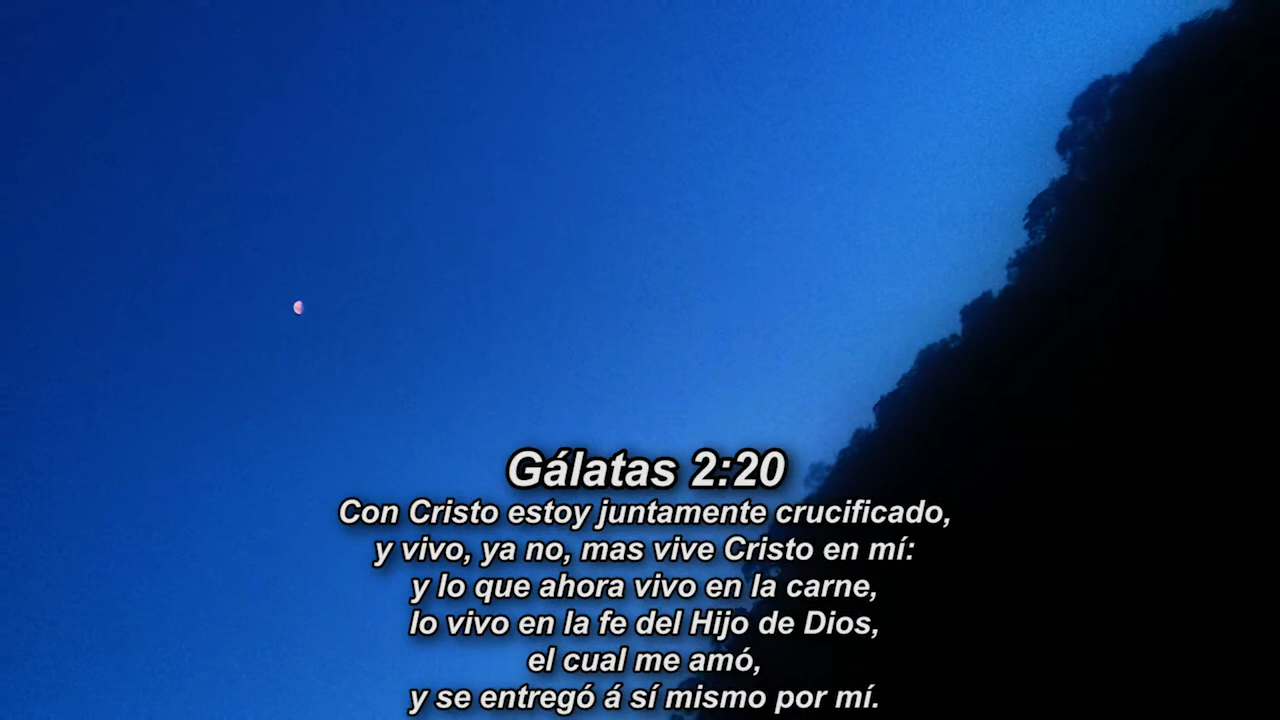 Gálatas 2:20
Con Cristo estoy juntamente crucificado,
y vivo, ya no, mas vive Cristo en mí:
y lo que ahora vivo en la carne,
lo vivo en la fe del Hijo de Dios,
el cual me amó,
y se entregó á sí mismo por mí.